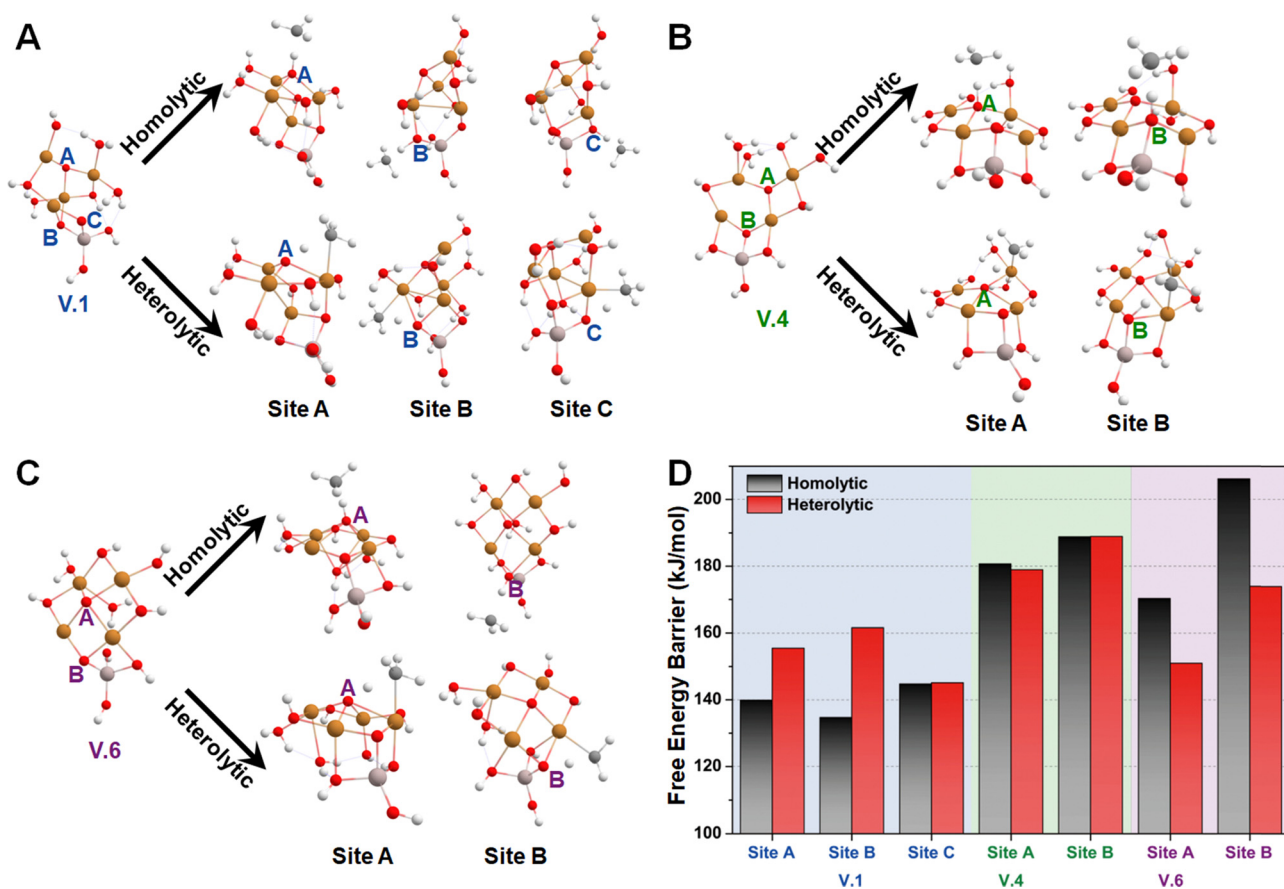 A
Homolytic
A
B
C
A
B
C
V.1
Heterolytic
A
B
C
Site A
Site B
Site C
B
Homolytic
A
B
A
B
V.4
Heterolytic
A
B
Site A
Site B
C
Homolytic
A
B
A
B
V.6
Heterolytic
A
B
Site A
Site B
D
Free Energy Barrier (kJ/mol)
Homolytic
Heterolytic
200
180
160
140
120
100
Site A Site B Site C Site A Site B Site A Site B
V.1 V.4 V.6